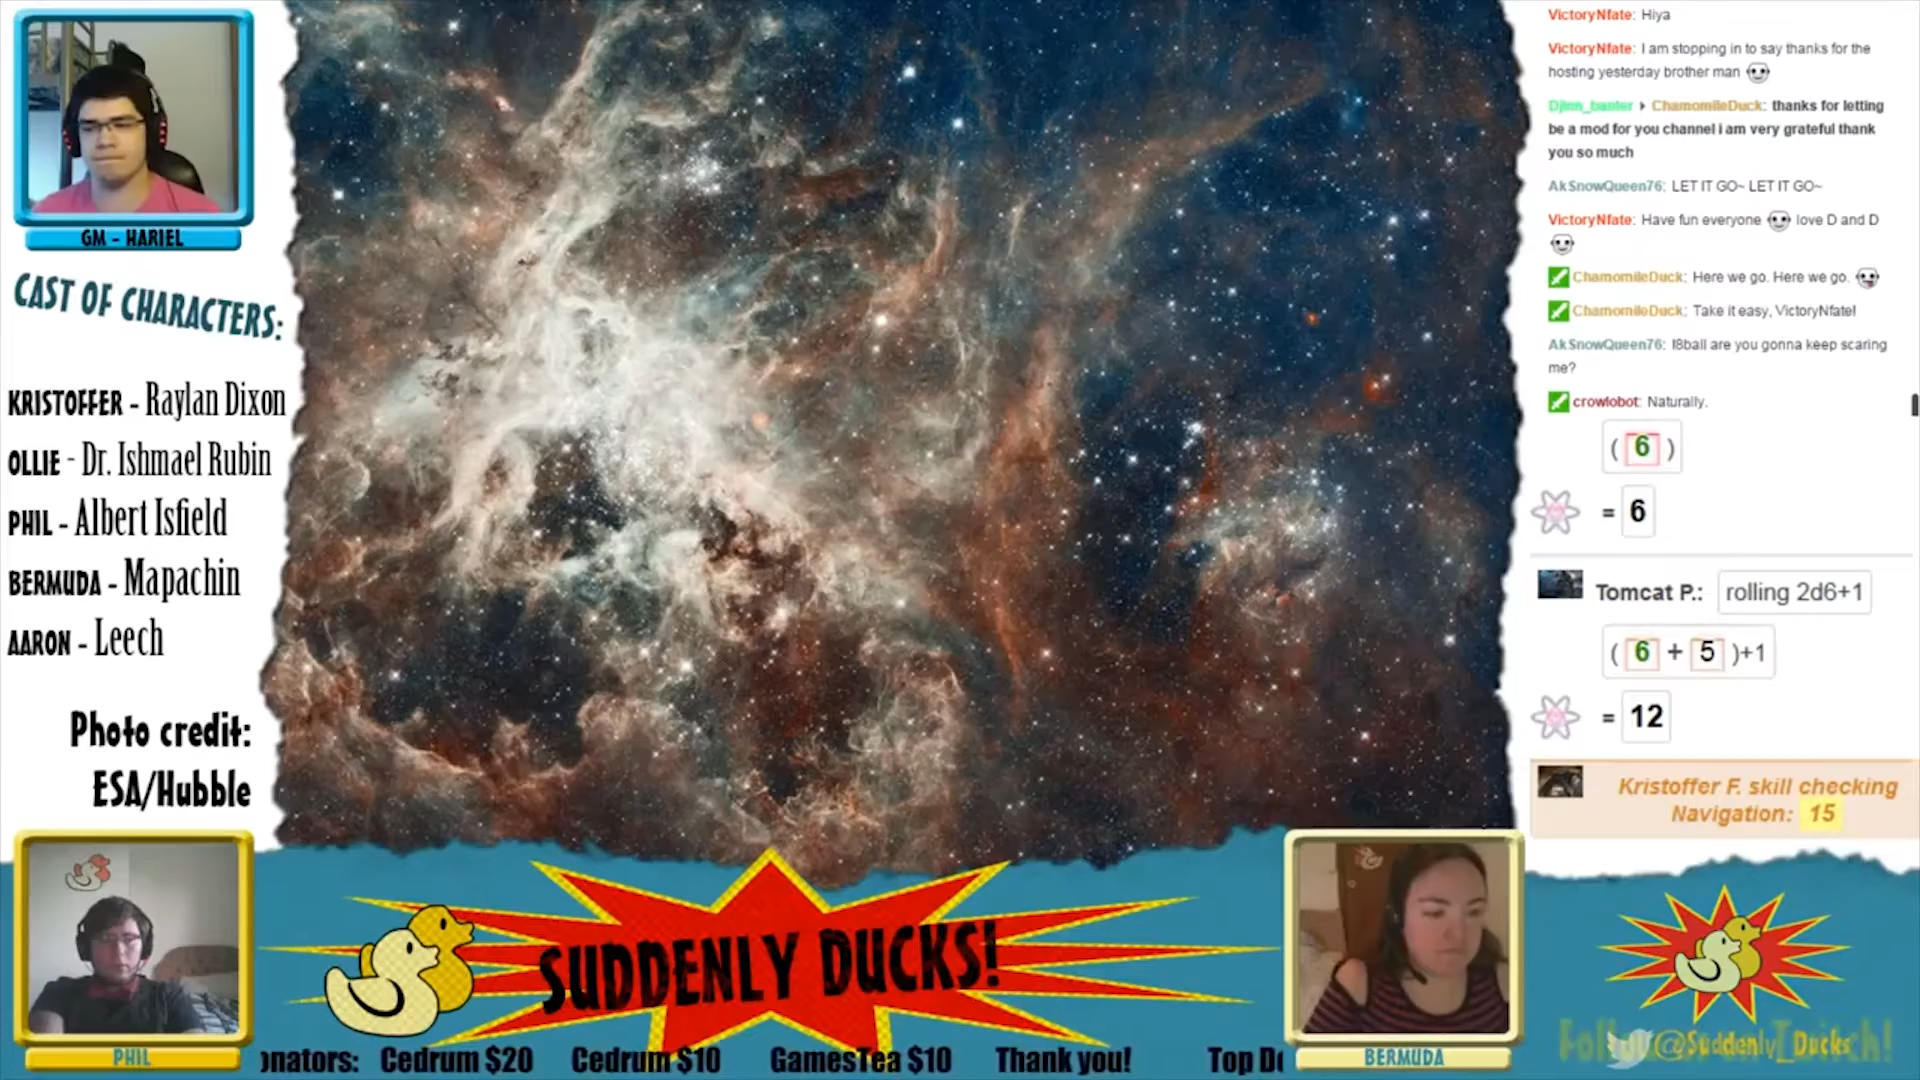 GM - HARIEL
CAST OF CHARACTERS:
KRISTOFFER - Raylan Dixon
OLLIE - Dr. Ishmael Rubin
PHIL - Albert Isfield
BERMUDA - Mapachin
AARON - Leech
Photo credit:
ESA/Hubble
VictoryNfate: Hiya
VictoryNfate: I am stopping in to say thanks for the
hosting yesterday brother man
Djinn_banter ▸ ChamomileDuck: thanks for letting
be a mod for you channel i am very grateful thank
you so much
AkSnowQueen76: LET IT GO~ LET IT GO~
VictoryNfate: Have fun everyone love D and D
ChamomileDuck: Here we go. Here we go.
ChamomileDuck: Take it easy, VictoryNfate!
AkSnowQueen76: !8ball are you gonna keep scaring
me?
crowlobot: Naturally.
( 6 )
= 6
Tomcat P.: rolling 2d6+1
( 6 + 5 )+1
= 12
Kristoffer F. skill checking
Navigation: 15
SUDDENLY DUCKS!
PHIL
onators: Cedrum $20 Cedrum $10 GamesTea $10 Thank you! Top D
BERMUDA
@Suddenly_Ducks